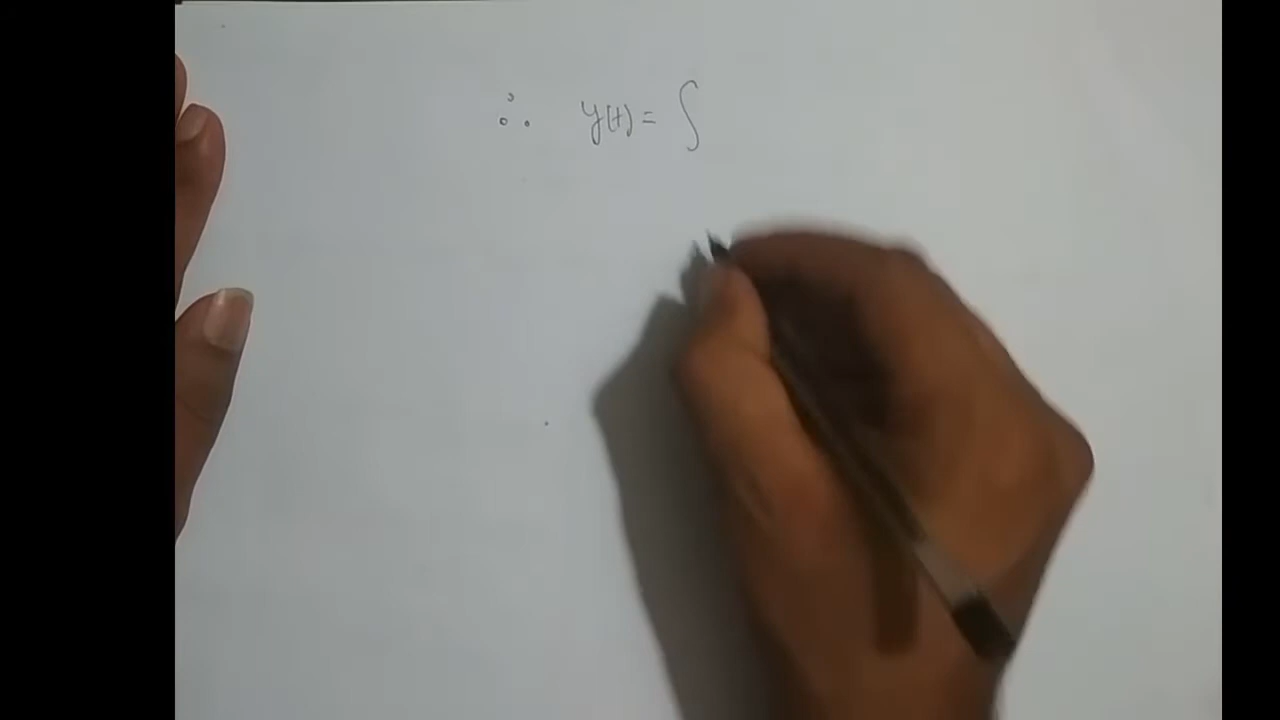 ∴ y(t) = ∫